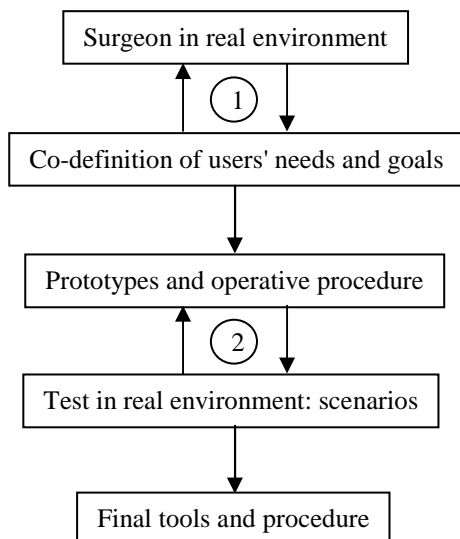 Surgeon in real environment
1
Co-definition of users' needs and goals
Prototypes and operative procedure
2
Test in real environment: scenarios
Final tools and procedure